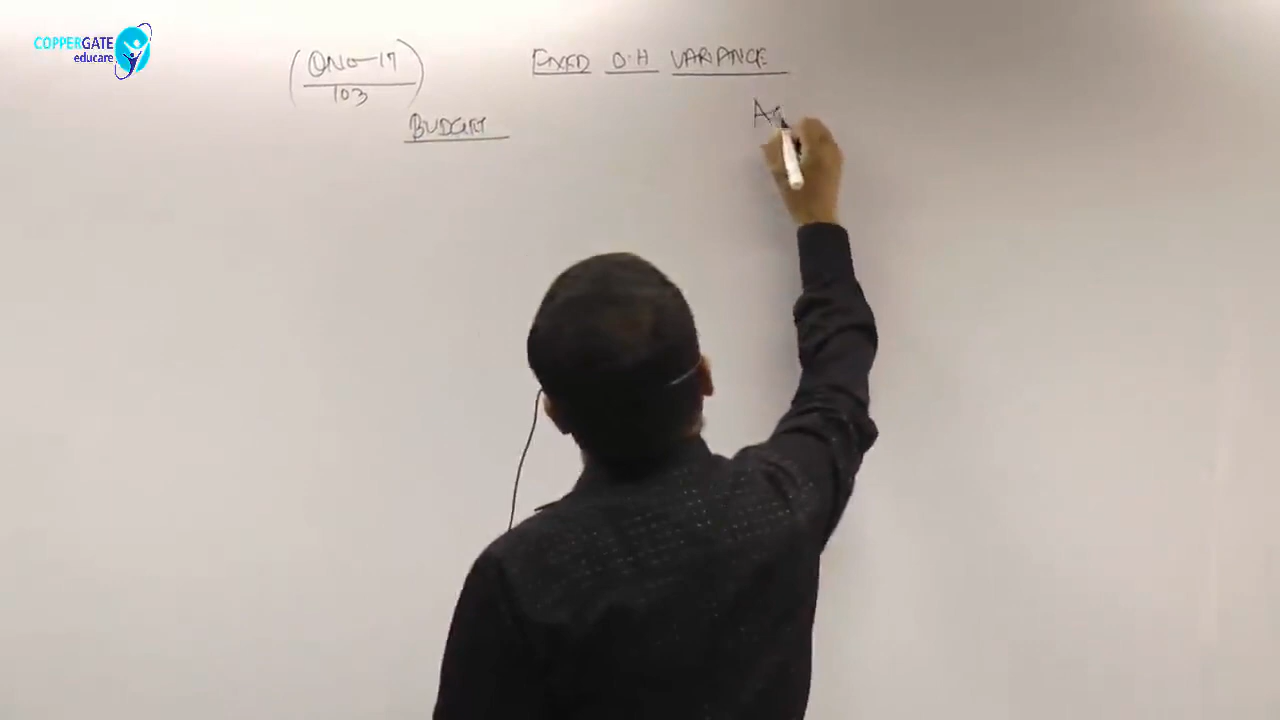 COPPERGATE
educare
(QNo-17)
103
FIXED O.H VARIANCE
BUDGET